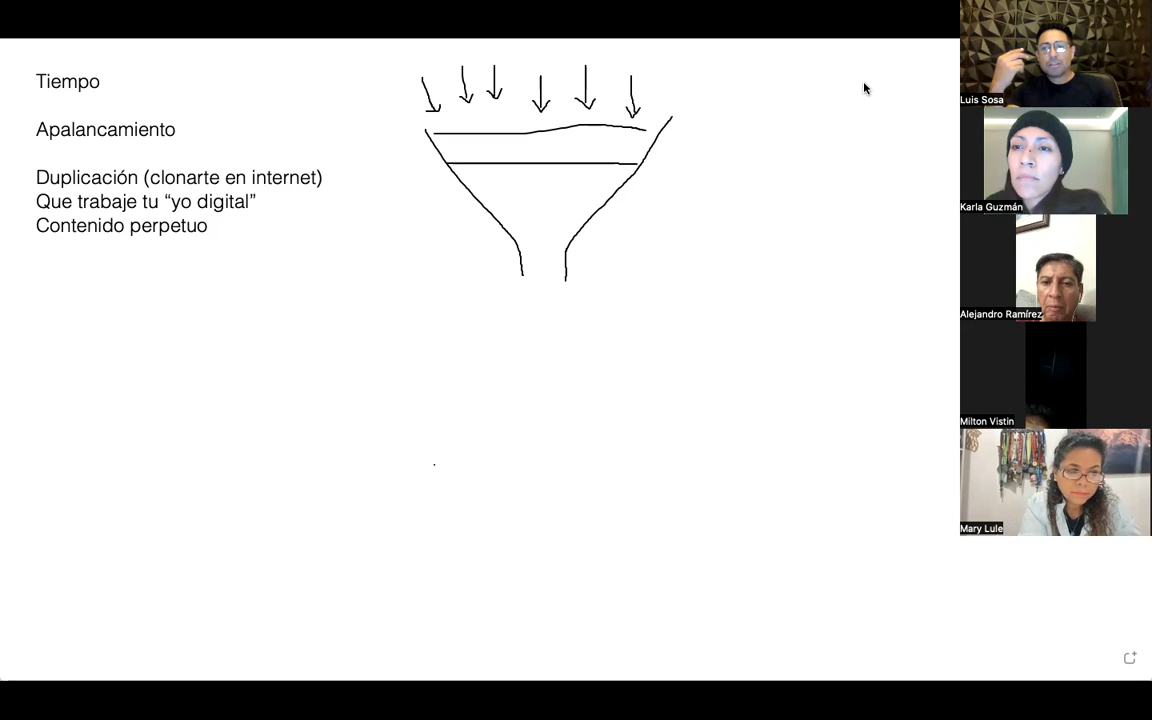 Tiempo
Apalancamiento
Duplicación (clonarte en internet)
Que trabaje tu “yo digital”
Contenido perpetuo
Luis Sosa
Karla Guzmán
Alejandro Ramírez
Milton Vistin
Mary Lule